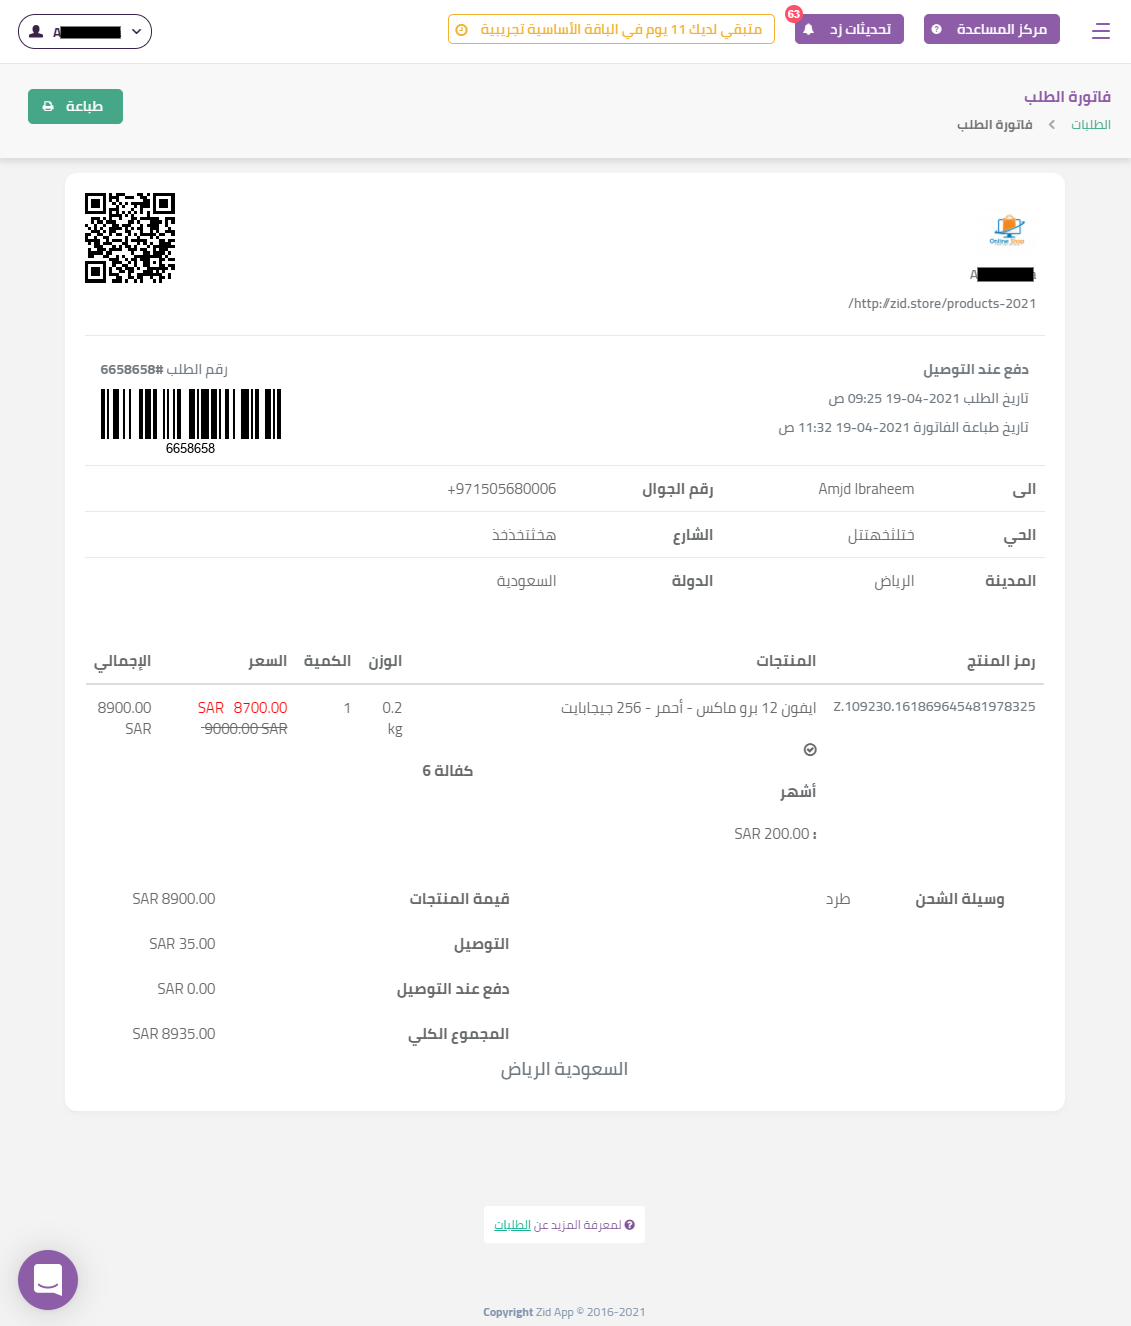 مركز المساعدة
تحديثات زد
63
متبقي لديك 11 يوم في الباقة الأساسية تجريبية
فاتورة الطلب
الطلبات > فاتورة الطلب
طباعة
Online Shop
http://zid.store/products-2021/
دفع عند التوصيل
رقم الطلب #6658658
تاريخ الطلب 2021-04-19 09:25 ص
تاريخ طباعة الفاتورة 2021-04-19 11:32 ص
6658658
الى Amjd Ibraheem رقم الجوال +971505680006
الحي ختلثخهتتل الشارع هخثتخذخذ
المدينة الرياض الدولة السعودية
رمز المنتج المنتجات الوزن الكمية السعر الإجمالي
Z.109230.161869645481978325 ايفون 12 برو ماكس - أحمر - 256 جيجابايت 0.2 kg 1 SAR 8700.00 8900.00 SAR
9000.00 SAR
كفالة 6
أشهر
: SAR 200.00
وسيلة الشحن طرد
قيمة المنتجات SAR 8900.00
التوصيل SAR 35.00
دفع عند التوصيل SAR 0.00
المجموع الكلي SAR 8935.00
السعودية الرياض
لمعرفة المزيد عن الطلبات
Copyright Zid App © 2016-2021